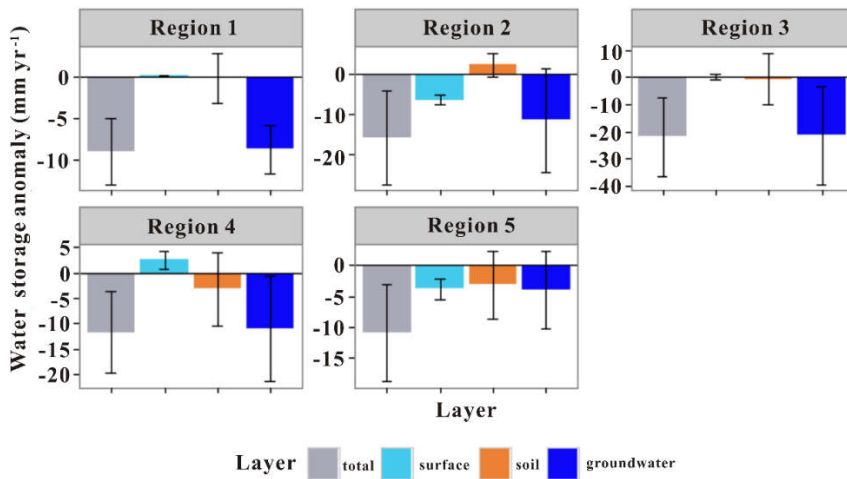 Region 1
Region 2
Region 3
Water storage anomaly (mm yr⁻¹)
0
-5
-10
0
-10
-20
10
0
-10
-20
-30
-40
Region 4
Region 5
5
0
-5
-10
-15
-20
0
-5
-10
-15
Layer
Layer total surface soil groundwater